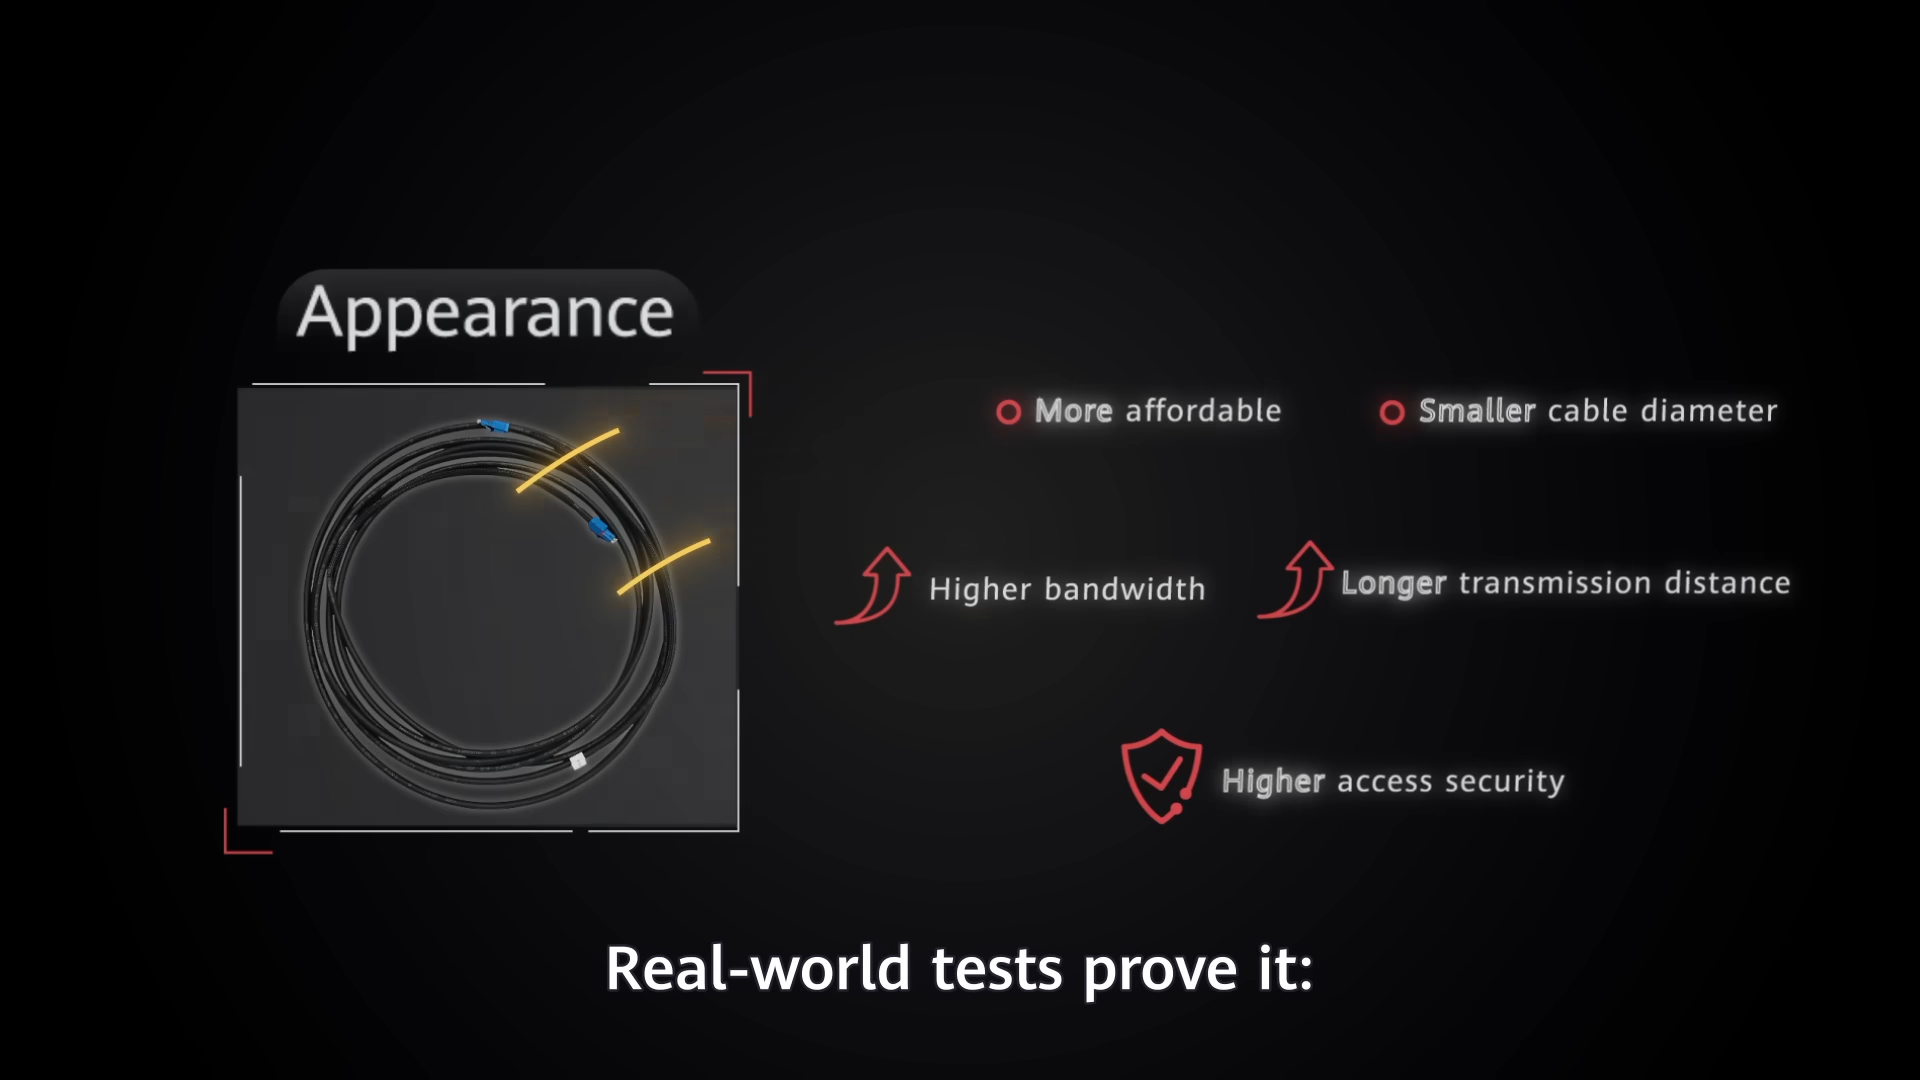 Appearance
More affordable
Smaller cable diameter
Higher bandwidth
Longer transmission distance
Higher access security
Real-world tests prove it: